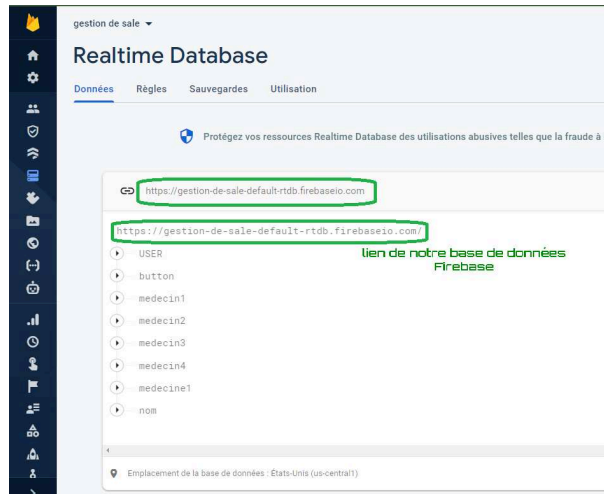 gestion de sale
Realtime Database
Données Règles Sauvegardes Utilisation
Protégez vos ressources Realtime Database des utilisations abusives telles que la fraude à
https://gestion-de-sale-default-rtdb.firebaseio.com
https://gestion-de-sale-default-rtdb.firebaseio.com/
lien de notre base de données
Firebase
USER
button
medecin1
medecin2
medecin3
medecin4
medecine1
nom
Emplacement de la base de données : États-Unis (us-central1)